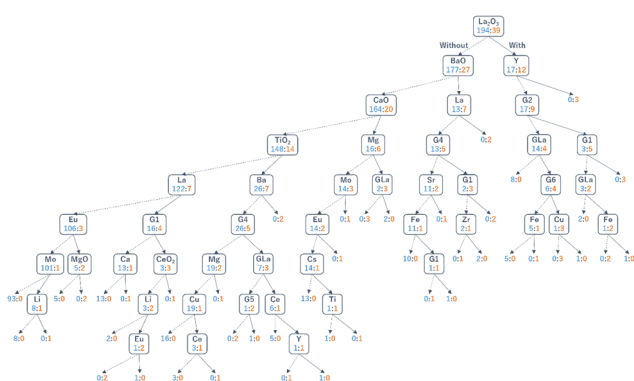 La₂O₃
194:39
Without With
BaO Y
177:27 17:12
CaO La G2 0:3
164:20 13:7 17:9
TiO₂ Mg G4 0:2 GLa G1
148:14 16:6 13:5 14:4 3:5
La Ba Mo GLa Sr G1 8:0 G6 GLa 0:3
122:7 26:7 14:3 2:3 11:2 2:3 6:4 3:2
Eu G1 G4 0:2 Eu 0:1 0:3 2:0 Fe 0:1 Zr 0:2 Fe Cu 2:0 Fe
106:3 16:4 26:5 14:2 11:1 2:1 5:1 1:3 1:2
Mo MgO Ca CeO₂ Mg GLa Cs 0:1 10:0 G1 0:1 2:0 5:0 0:1 0:3 1:0 0:2 1:0
101:1 5:2 13:1 3:3 19:2 7:3 14:1 1:1
93:0 Li 5:0 0:2 13:0 0:1 Li 0:1 Cu 0:1 G5 Ce 13:0 Ti 0:1 1:0
8:1 3:2 17:1 1:2 6:1 1:1
8:0 0:1 2:0 Eu 16:0 Ce 0:2 1:0 5:0 Y 1:0 0:1
1:2 3:1 1:1
0:2 1:0 3:0 0:1 0:1 1:0